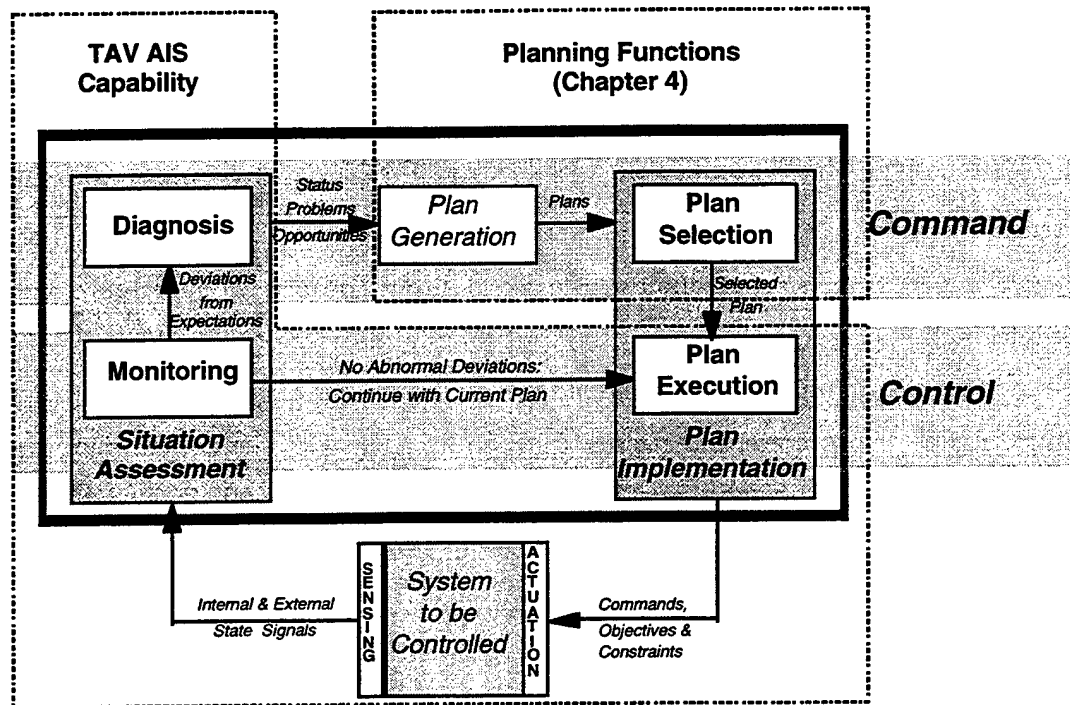 TAV AIS
Capability
Planning Functions
(Chapter 4)
Diagnosis
Status
Problems
Opportunities
Plan
Generation
Plans
Plan
Selection
Command
Deviations
from
Expectations
Selected
Plan
Monitoring
No Abnormal Deviations:
Continue with Current Plan
Plan
Execution
Control
Situation
Assessment
Plan
Implementation
SENSING
System
to be
Controlled
ACTUATION
Internal & External
State Signals
Commands,
Objectives &
Constraints